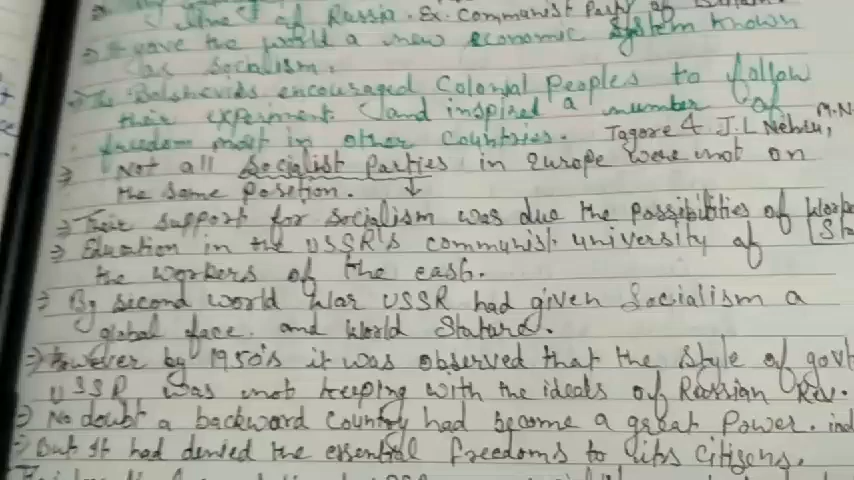 line of Russia. Ex. Communist Party of
⇒ It gave the world a new economic system known
as socialism.
⇒ The Bolsheviks encouraged Colonial Peoples to follow
their experiment and inspired a number of
freedom movt in other countries. Tagore & J.L Nehru, M.N
⇒ Not all Socialist Parties in Europe were not on
the same position. ↓
⇒ Their support for socialism was due the possibilities of
⇒ Eduation in the USSR's communist university of
the workers of the east.
⇒ By second world War USSR had given Socialism a
global face. and World Stature.
⇒ However by 1950's it was observed that the style of govt
USSR was not keeping with the ideals of Russian Rev.
⇒ No doubt a backward Country had become a great Power. ind
⇒ But It had denied the essential freedoms to its Citizens.